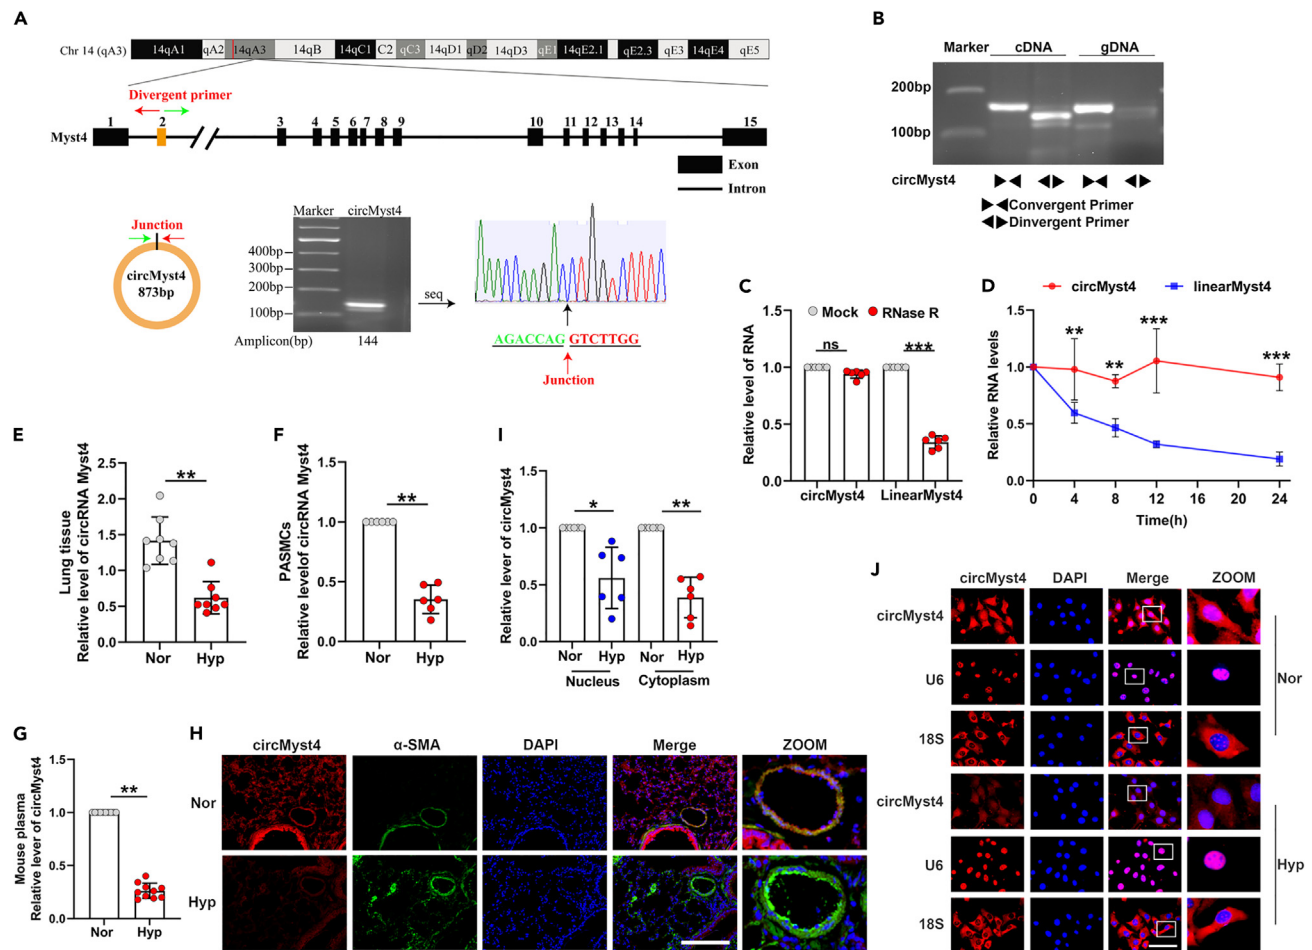 A
Chr 14 (qA3) 14qA1 qA2 14qA3 14qB 14qC1 C2 qC3 14qD1 qD2 14qD3 qE1 14qE2.1 qE2.3 qE3 14qE4 qE5
Divergent primer
1 2 3 4 5 6 7 8 9 10 11 12 13 14 15
Myst4
Exon
Intron
Junction
circMyst4
873bp
Marker circMyst4
400bp
300bp
200bp
100bp
Amplicon(bp) 144
seq
AGACCAG GTCTTGG
Junction
B
Marker cDNA gDNA
200bp
100bp
circMyst4
Convergent Primer
Dinvergent Primer
C
Mock RNase R
Relative level of RNA
1.5
1.0
0.5
0.0
ns ***
circMyst4 LinearMyst4
D
circMyst4 linearMyst4
Relative RNA levels
1.5
1.0
0.5
0.0
** ** *** ***
0 4 8 12 16 20 24
Time(h)
E
Lung tissue
Relative level of circRNA Myst4
2.5
2.0
1.5
1.0
0.5
0.0
**
Nor Hyp
F
PASMCs
Relative levelof circRNA Myst4
1.5
1.0
0.5
0.0
**
Nor Hyp
I
Relative lever of circMyst4
1.5
1.0
0.5
0.0
* **
Nor Hyp Nor Hyp
Nucleus Cytoplasm
G
Mouse plasma
Relative lever of circMyst4
1.5
1.0
0.5
0.0
**
Nor Hyp
H
circMyst4 α-SMA DAPI Merge ZOOM
Nor
Hyp
J
circMyst4 DAPI Merge ZOOM
circMyst4
U6
18S
Nor
circMyst4
U6
18S
Hyp